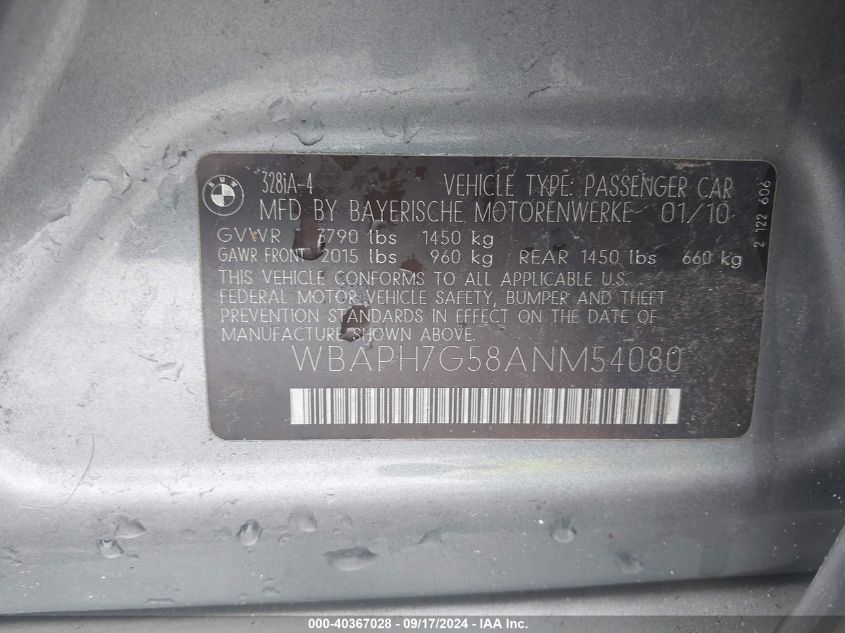 BMW
328iA-4 VEHICLE TYPE: PASSENGER CAR
MFD BY BAYERISCHE MOTORENWERKE 01/10
GVWR 3790 lbs 1450 kg
GAWR FRONT 2015 lbs 960 kg REAR 1450 lbs 660 kg
THIS VEHICLE CONFORMS TO ALL APPLICABLE U.S.
FEDERAL MOTOR VEHICLE SAFETY, BUMPER AND THEFT
PREVENTION STANDARDS IN EFFECT ON THE DATE OF
MANUFACTURE SHOWN ABOVE.
WBAPH7G58ANM54080
2 122 606
000-40367028 - 09/17/2024 - IAA Inc.